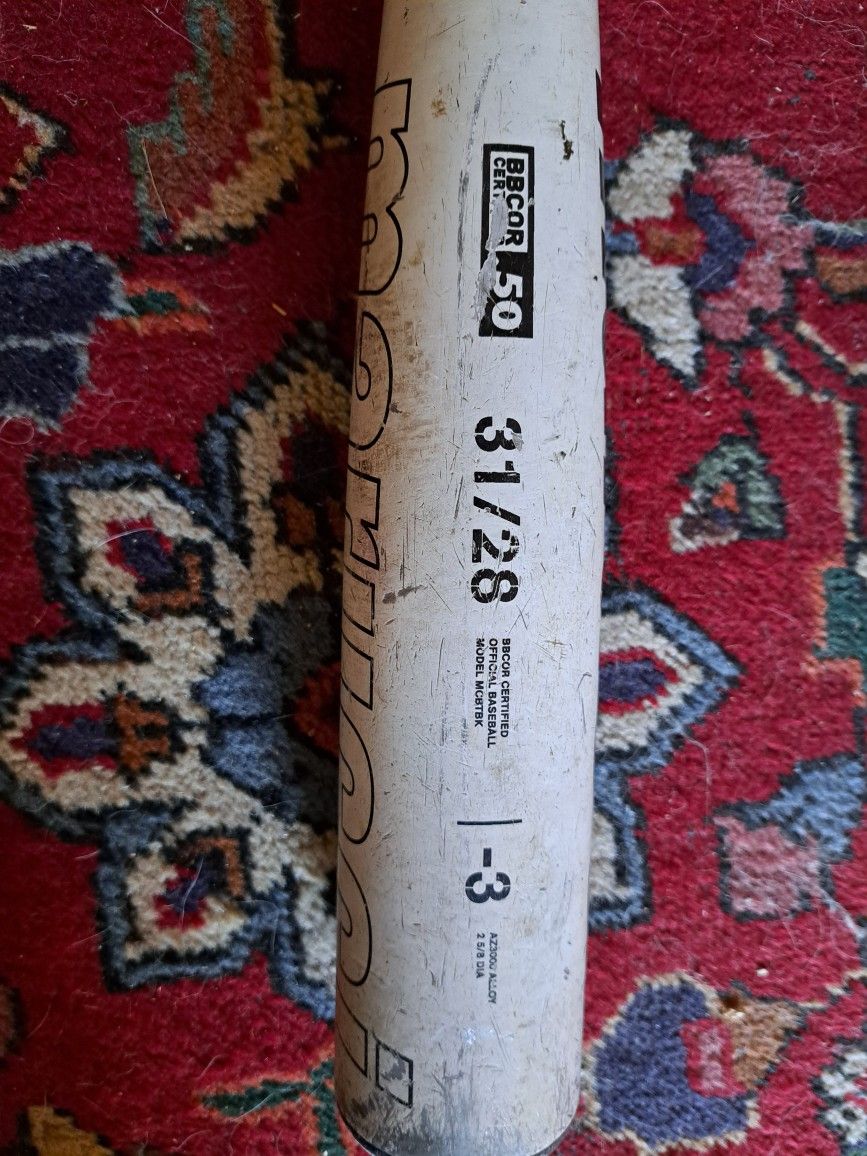 BBCOR
.50
31/28
BBCOR CERTIFIED
OFFICIAL BASEBALL
MODEL MCBTBK
-3
AZ3000 ALLOY
2 5/8 DIA